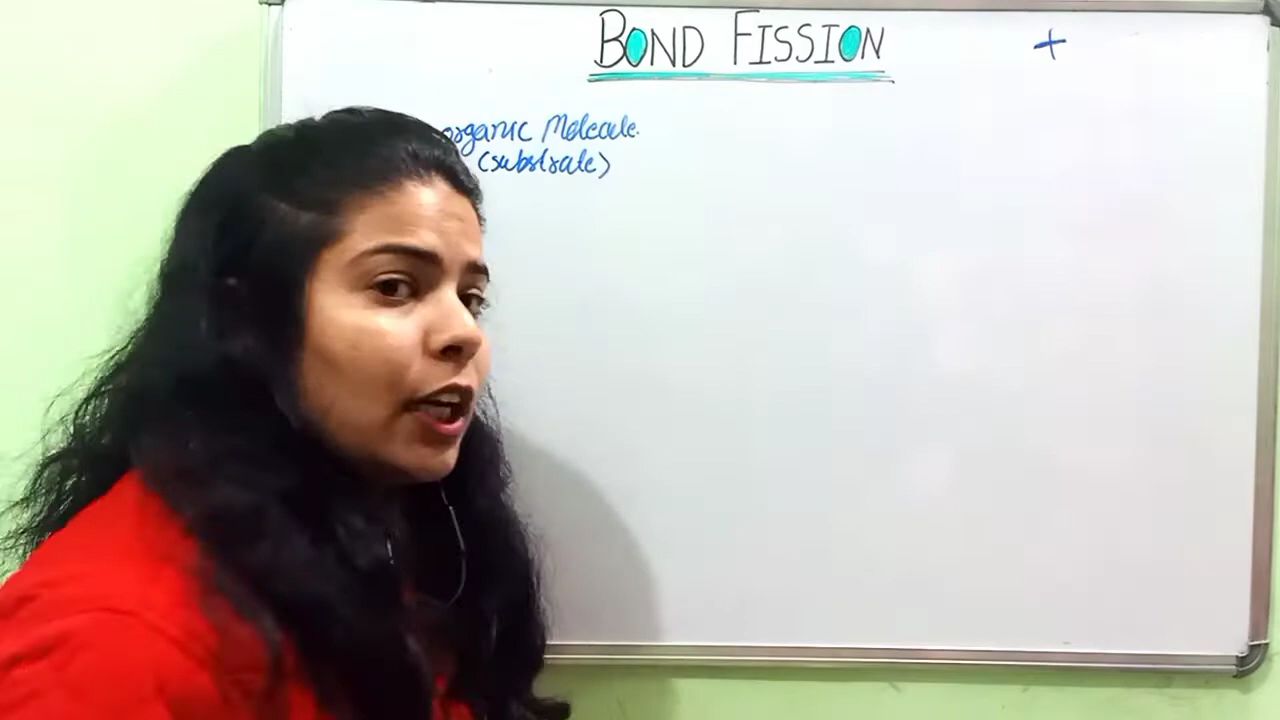 BOND FISSION
+
organic Molecule.
(substrate)